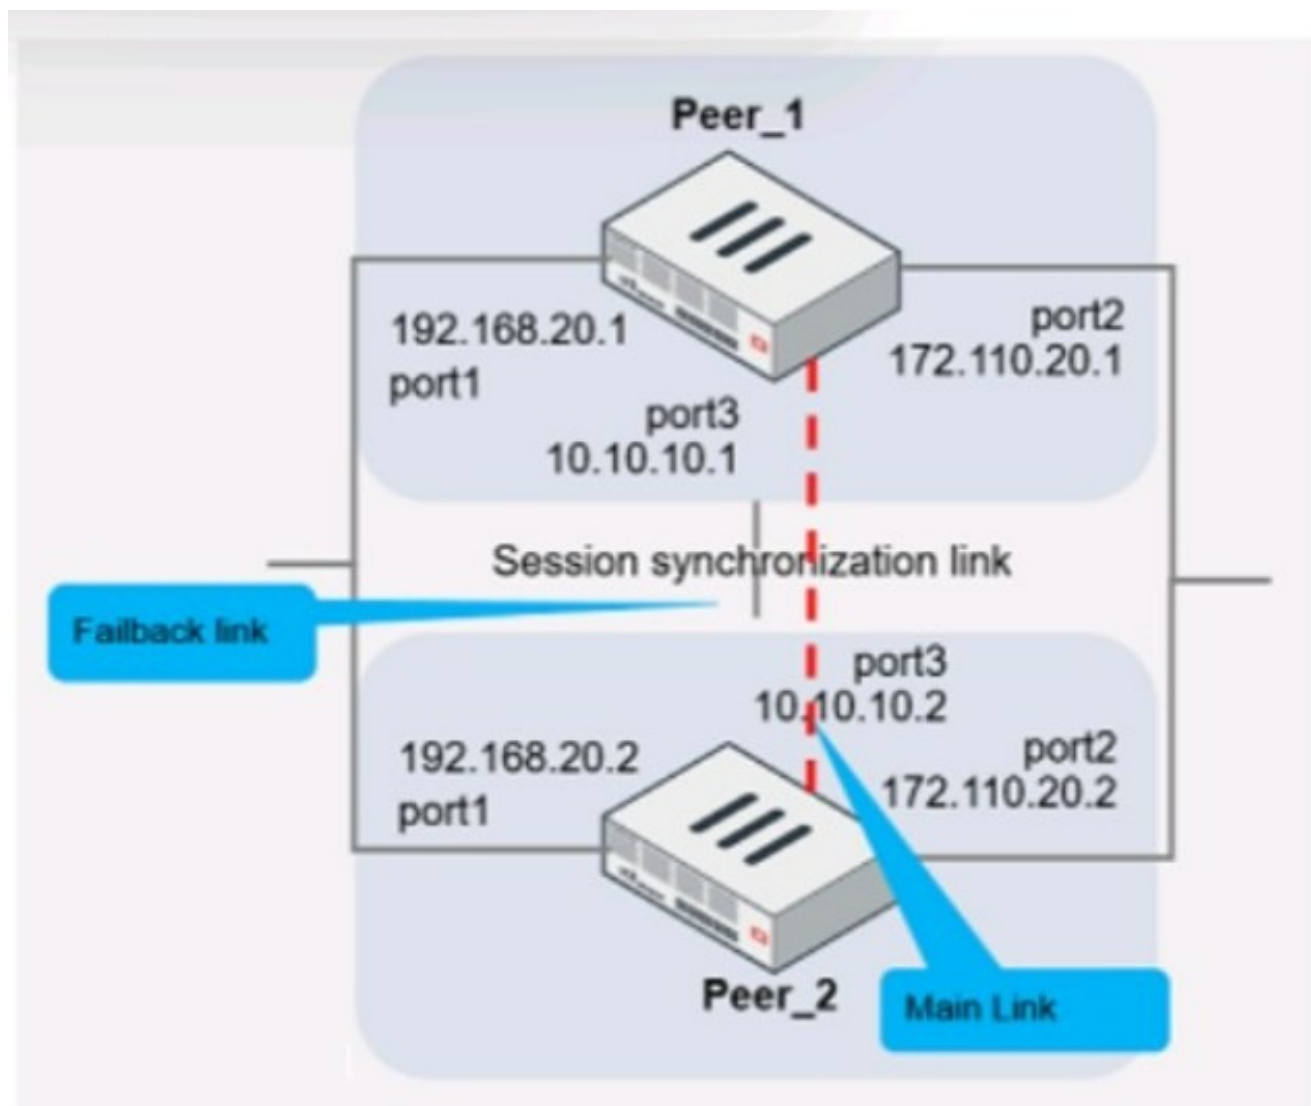 Peer_1
192.168.20.1
port1
port2
172.110.20.1
port3
10.10.10.1
Session synchronization link
Failback link
port3
10.10.10.2
192.168.20.2
port1
port2
172.110.20.2
Peer_2
Main Link